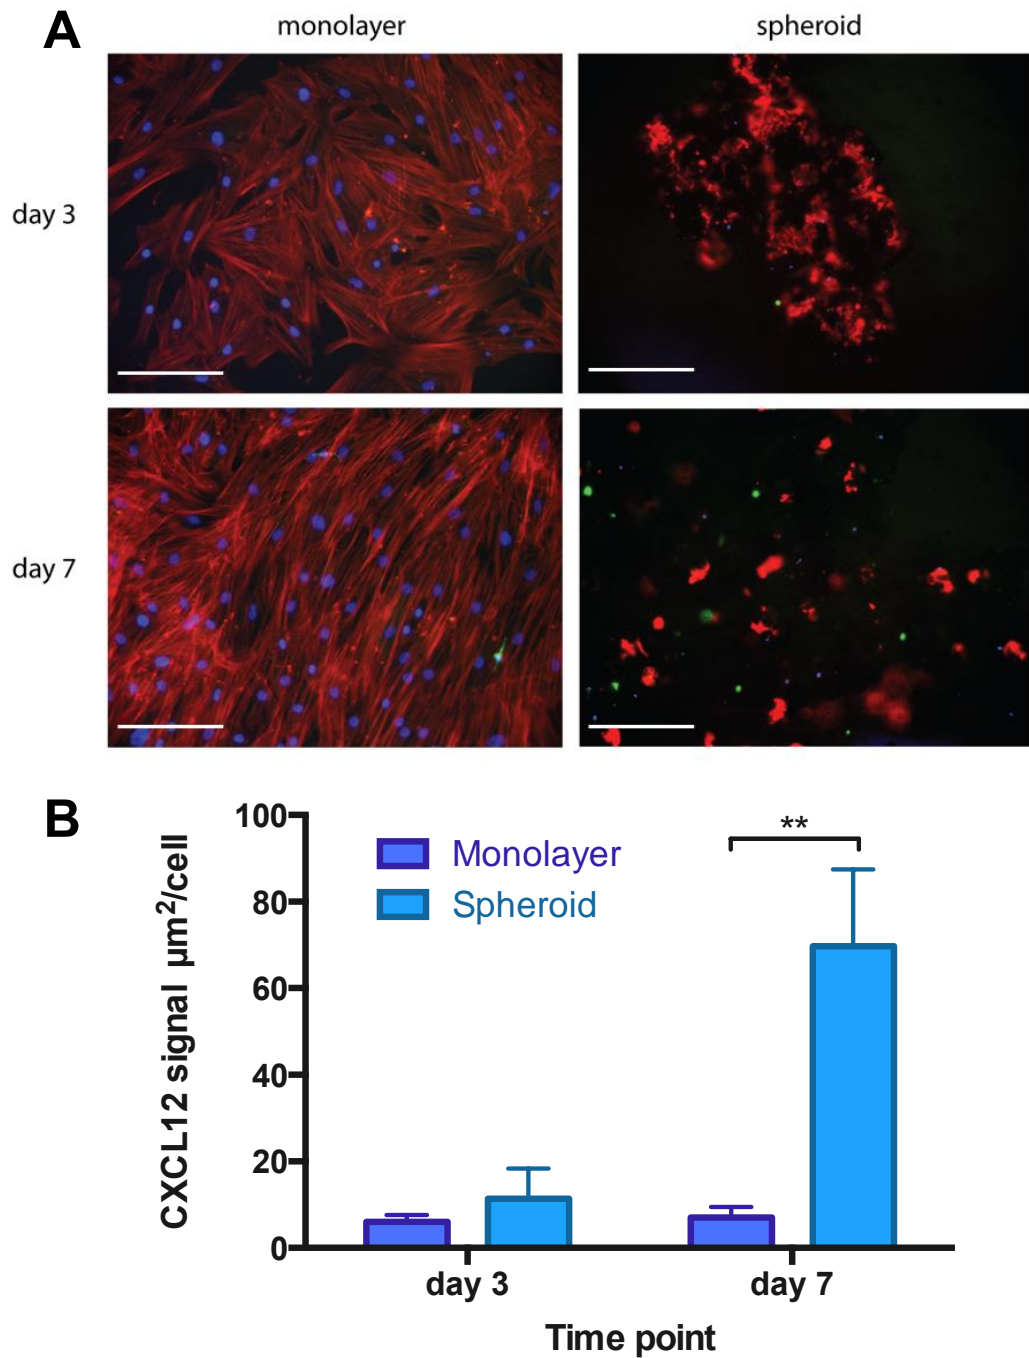 A
monolayer
spheroid
day 3
day 7
B
CXCL12 signal µm²/cell
100
80
60
40
20
0
Monolayer
Spheroid
**
day 3
day 7
Time point